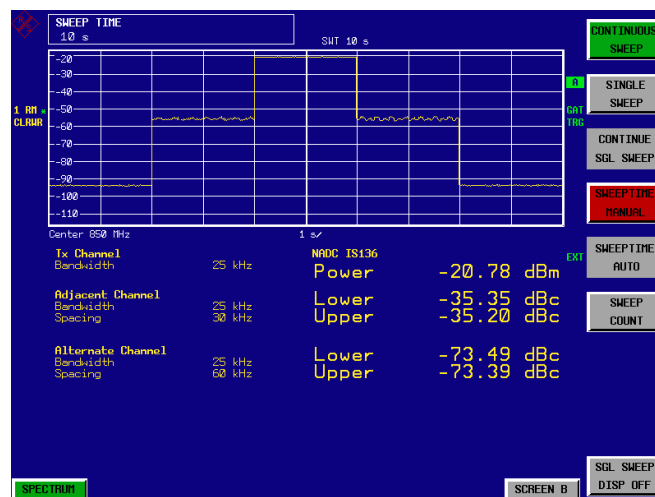 SWEEP TIME
10 s
SWT 10 s
CONTINUOUS
SWEEP
-20
-30
-40
-50
-60
-70
-80
-90
-100
-110
1 RM *
CLRWR
A
GAT
TRG
SINGLE
SWEEP
CONTINUE
SGL SWEEP
SWEEPTIME
MANUAL
Center 850 MHz
1 s/
Tx Channel
Bandwidth 25 kHz
NADC IS136
Power -20.78 dBm
EXT
SWEEPTIME
AUTO
Adjacent Channel
Bandwidth 25 kHz
Spacing 30 kHz
Lower -35.35 dBc
Upper -35.20 dBc
SWEEP
COUNT
Alternate Channel
Bandwidth 25 kHz
Spacing 60 kHz
Lower -73.49 dBc
Upper -73.39 dBc
SPECTRUM
SCREEN B
SGL SWEEP
DISP OFF